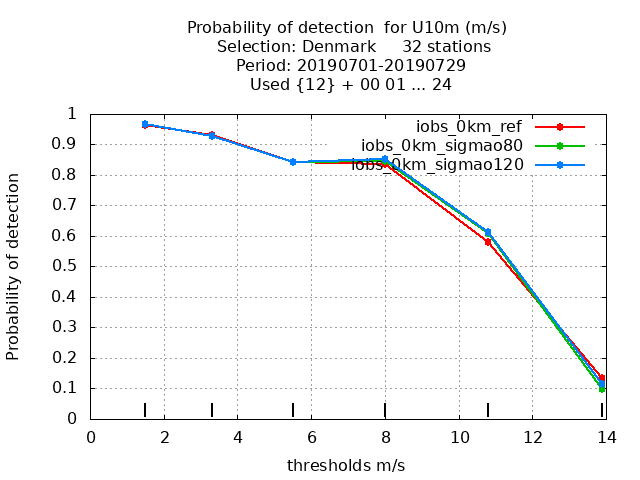 Probability of detection  for U10m (m/s)
Selection: Denmark     32 stations
Period: 20190701-20190729
Used {12} + 00 01 ... 24
iobs_0km_ref
iobs_0km_sigmao80
iobs_0km_sigmao120
Probability of detection
1
0.9
0.8
0.7
0.6
0.5
0.4
0.3
0.2
0.1
0
0 2 4 6 8 10 12 14
thresholds m/s